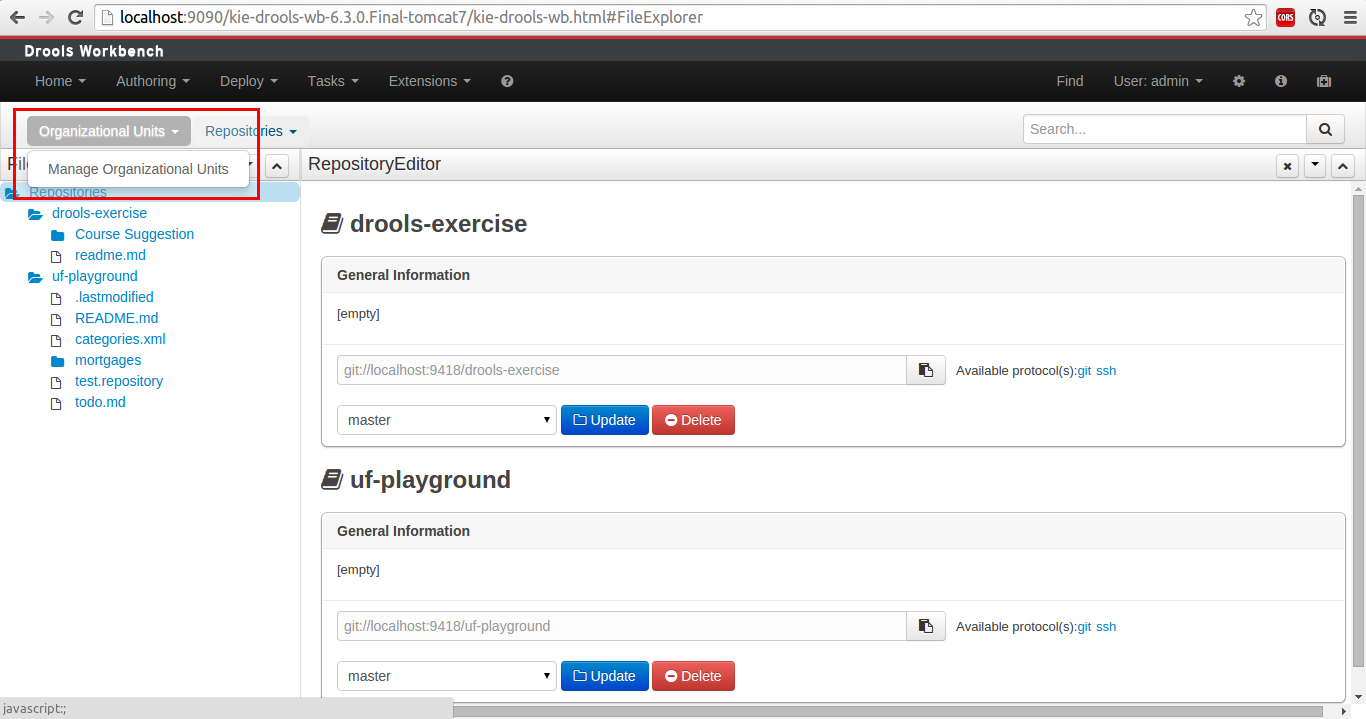 localhost:9090/kie-drools-wb-6.3.0.Final-tomcat7/kie-drools-wb.html#FileExplorer
CORS
Drools Workbench
Home Authoring Deploy Tasks Extensions Find User: admin
Organizational Units Repositories Search...
Manage Organizational Units
RepositoryEditor
Repositories
drools-exercise
Course Suggestion
readme.md
uf-playground
.lastmodified
README.md
categories.xml
mortgages
test.repository
todo.md
drools-exercise
General Information
[empty]
git://localhost:9418/drools-exercise Available protocol(s):git ssh
master Update Delete
uf-playground
General Information
[empty]
git://localhost:9418/uf-playground Available protocol(s):git ssh
master Update Delete
javascript:;